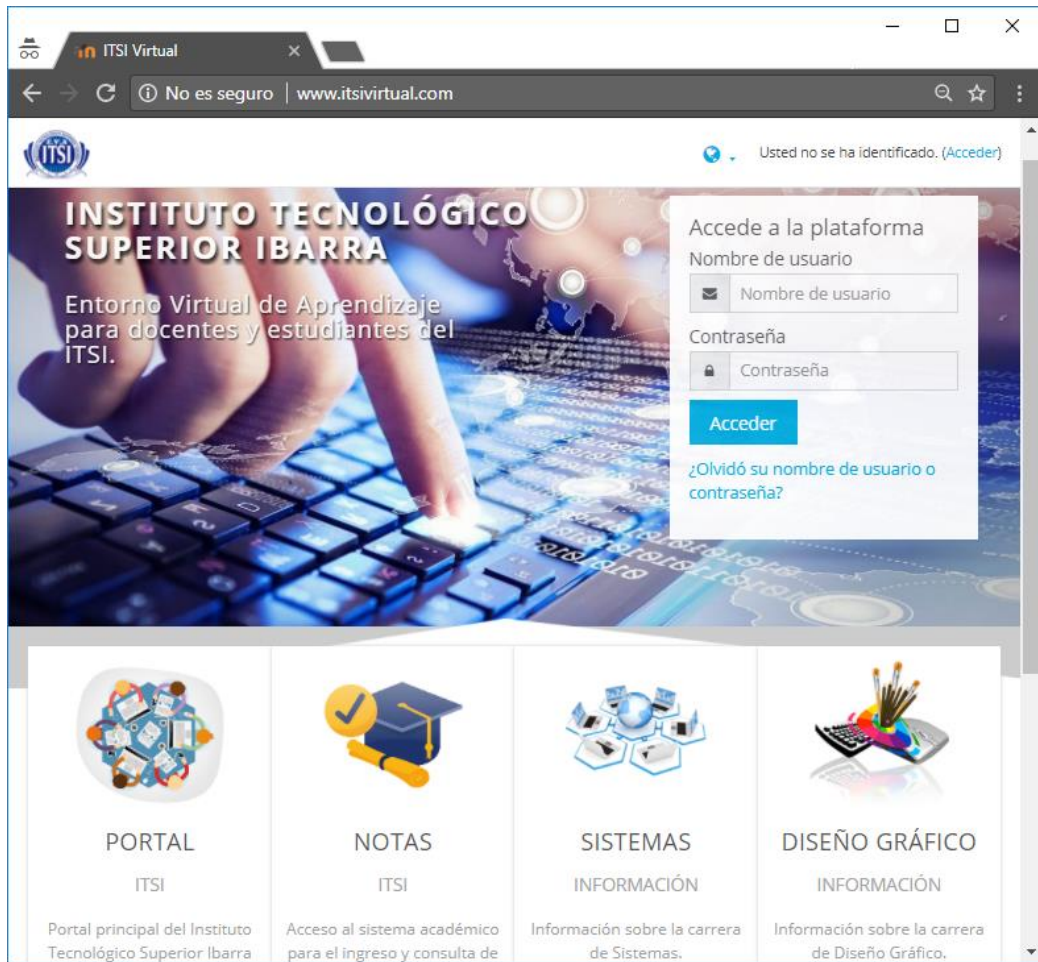 ITSI Virtual
No es seguro | www.itsivirtual.com
ITSI
Usted no se ha identificado. (Acceder)
INSTITUTO TECNOLÓGICO
SUPERIOR IBARRA
Entorno Virtual de Aprendizaje
para docentes y estudiantes del
ITSI.
Accede a la plataforma
Nombre de usuario
Nombre de usuario
Contraseña
Contraseña
Acceder
¿Olvidó su nombre de usuario o
contraseña?
PORTAL
ITSI
Portal principal del Instituto
Tecnológico Superior Ibarra
NOTAS
ITSI
Acceso al sistema académico
para el ingreso y consulta de
SISTEMAS
INFORMACIÓN
Información sobre la carrera
de Sistemas.
DISEÑO GRÁFICO
INFORMACIÓN
Información sobre la carrera
de Diseño Gráfico.